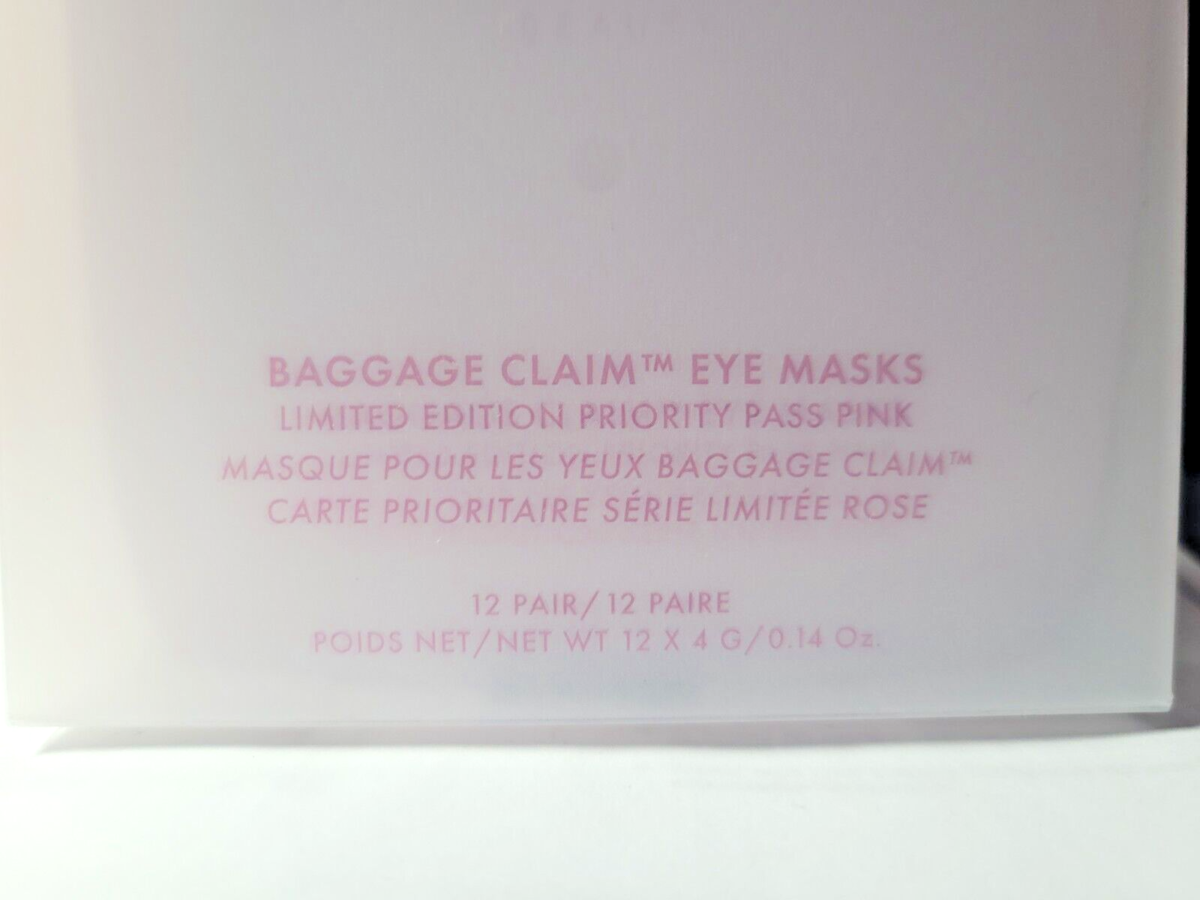 BEAUTY
BAGGAGE CLAIM™ EYE MASKS
LIMITED EDITION PRIORITY PASS PINK
MASQUE POUR LES YEUX BAGGAGE CLAIM™
CARTE PRIORITAIRE SÉRIE LIMITÉE ROSE
12 PAIR/12 PAIRE
POIDS NET/NET WT 12 X 4 G/0.14 Oz.